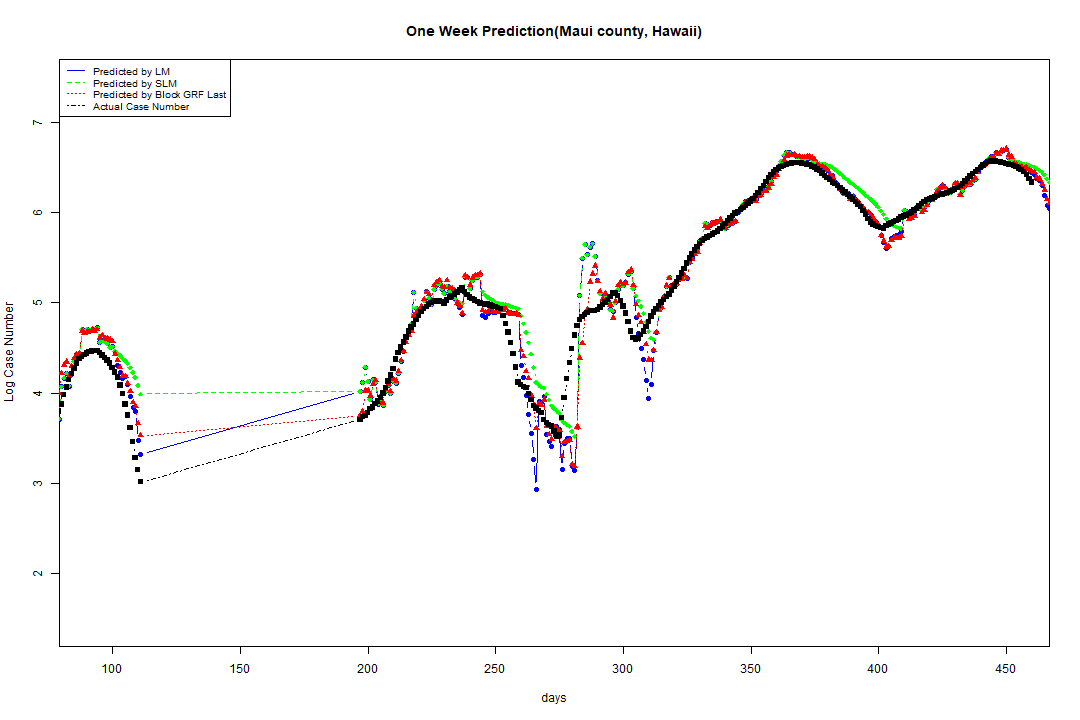 One Week Prediction(Maui county, Hawaii)
Predicted by LM
Predicted by SLM
Predicted by Block GRF Last
Actual Case Number
Log Case Number
7
6
5
4
3
2
100 150 200 250 300 350 400 450
days